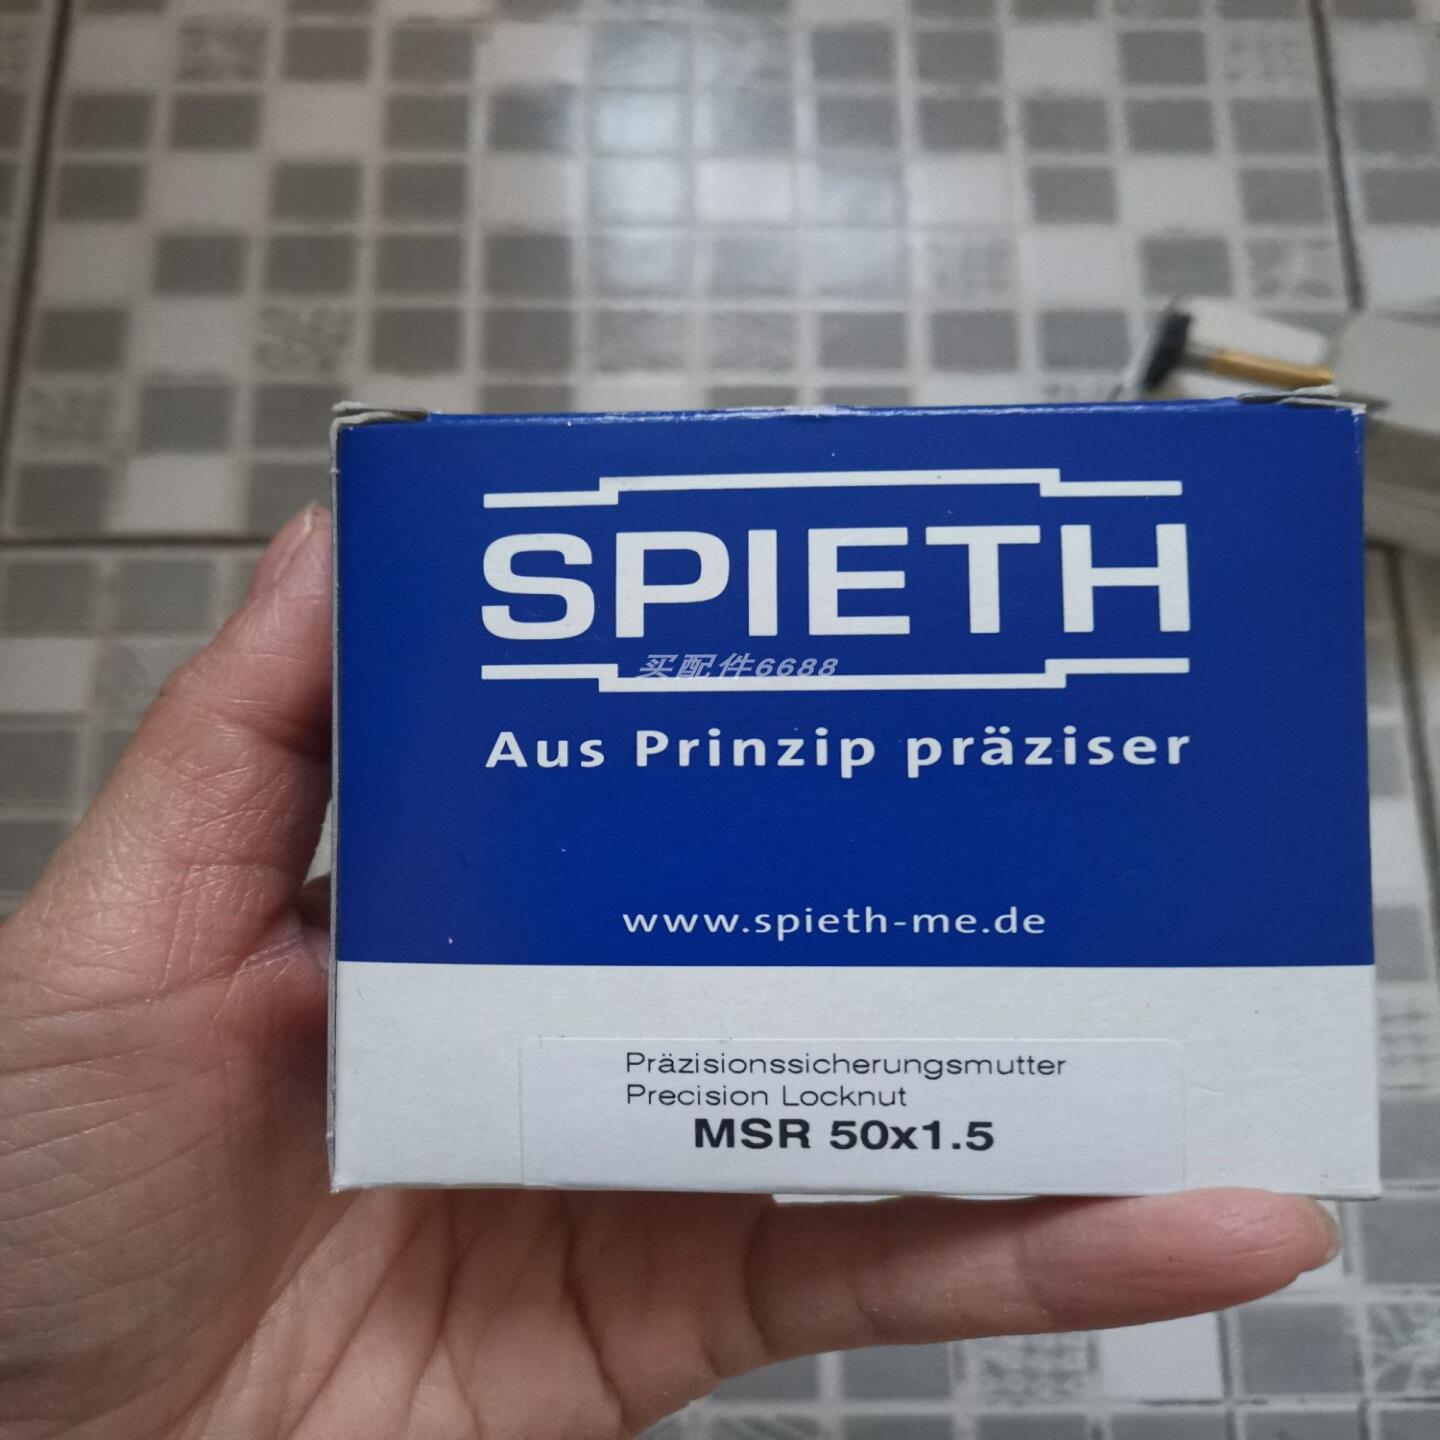 SPIETH
买配件6688
Aus Prinzip präziser
www.spieth-me.de
Präzisionssicherungsmutter
Precision Locknut
MSR 50x1.5